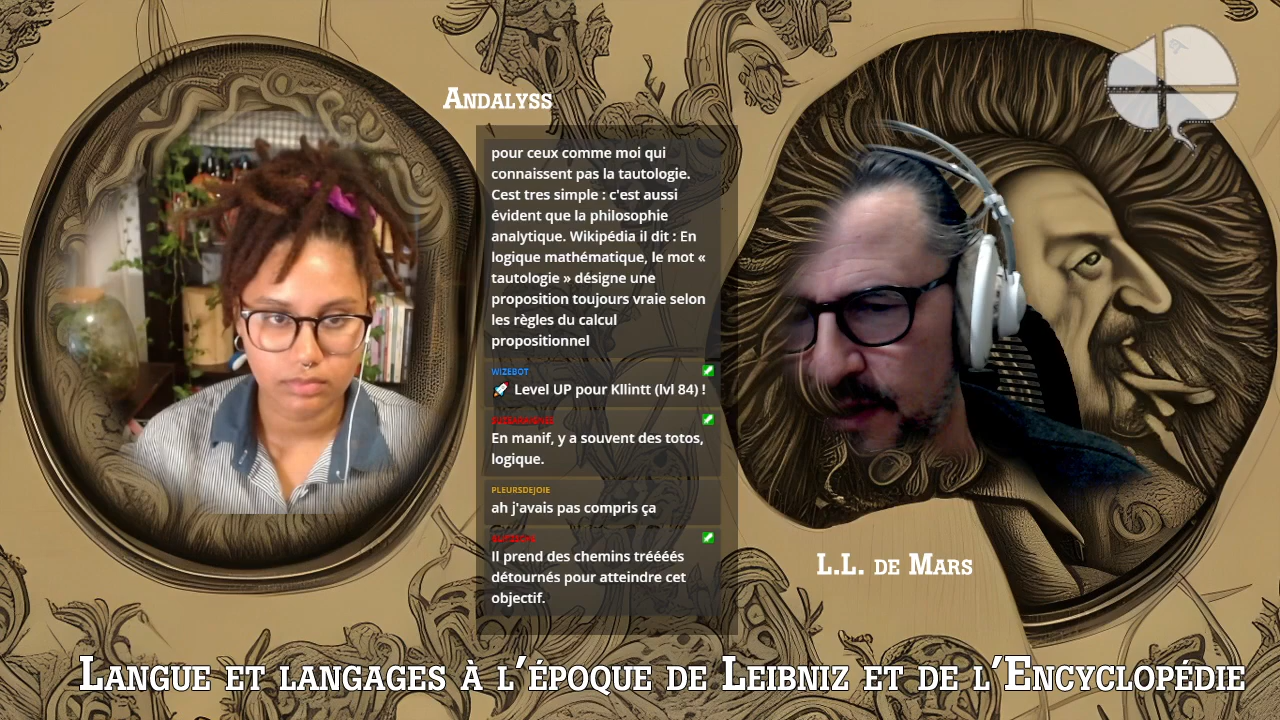 ANDALYSS
pour ceux comme moi qui
connaissent pas la tautologie.
Cest tres simple : c'est aussi
évident que la philosophie
analytique. Wikipédia il dit : En
logique mathématique, le mot «
tautologie » désigne une
proposition toujours vraie selon
les règles du calcul
propositionnel
WIZEBOT
🚀 Level UP pour Kllintt (lvl 84) !
En manif, y a souvent des totos,
logique.
PLEURSDEJOIE
ah j'avais pas compris ça
Il prend des chemins tréééés
détournés pour atteindre cet
objectif.
L.L. DE MARS
LANGUE ET LANGAGES À L'ÉPOQUE DE LEIBNIZ ET DE L'ENCYCLOPÉDIE